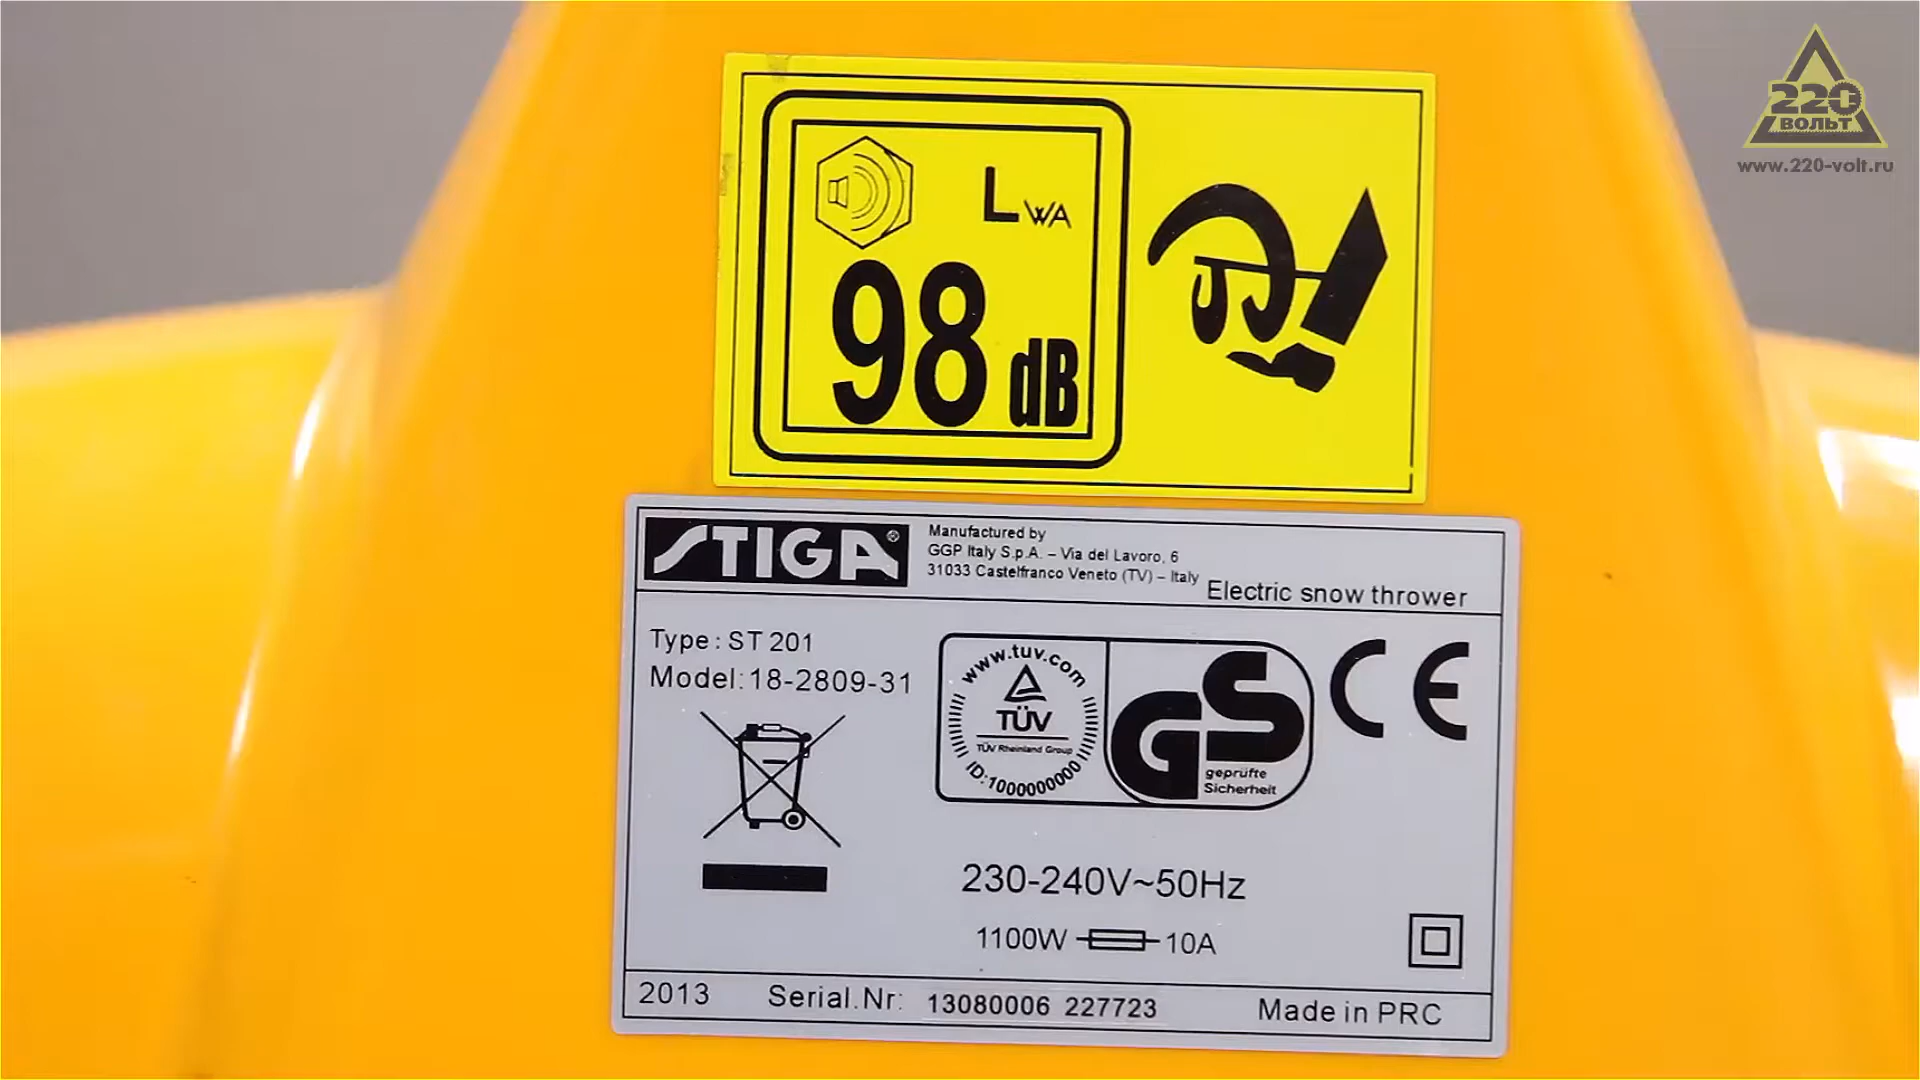 220
ВОЛЬТ
www.220-volt.ru
LWA
98 dB
STIGA®
Manufactured by
GGP Italy S.p.A. – Via del Lavoro, 6
31033 Castelfranco Veneto (TV) – Italy
Electric snow thrower
Type: ST 201
Model: 18-2809-31
www.tuv.com
TÜV
TÜV Rheinland Group
ID:1000000000
GS
geprüfte
Sicherheit
CE
230-240V~50Hz
1100W 10A
2013 Serial.Nr: 13080006 227723 Made in PRC